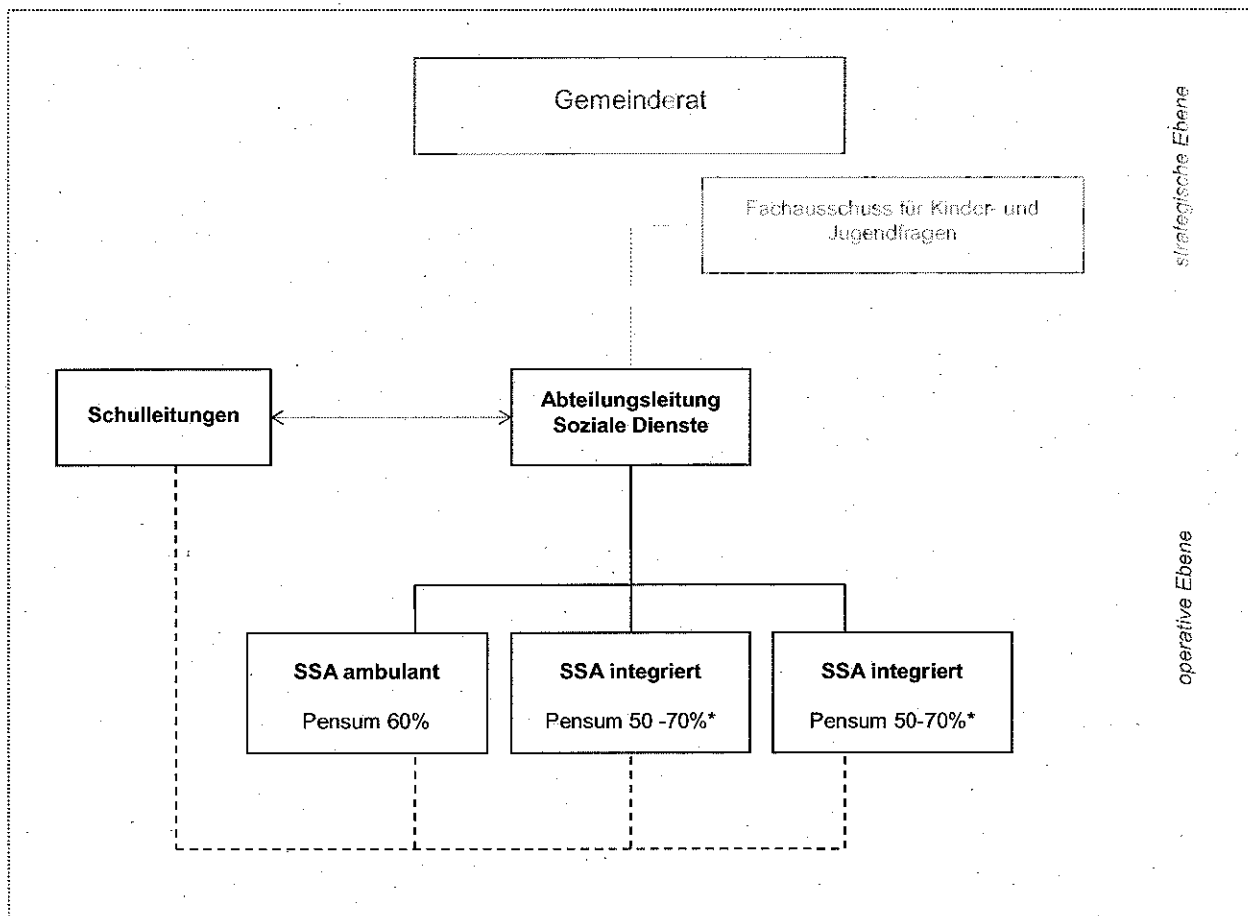 Gemeinderat
strategische Ebene
Fachausschuss für Kinder- und
Jugendfragen
Schulleitungen
Abteilungsleitung
Soziale Dienste
operative Ebene
SSA ambulant
Pensum 60%
SSA integriert
Pensum 50 -70%*
SSA integriert
Pensum 50-70%*